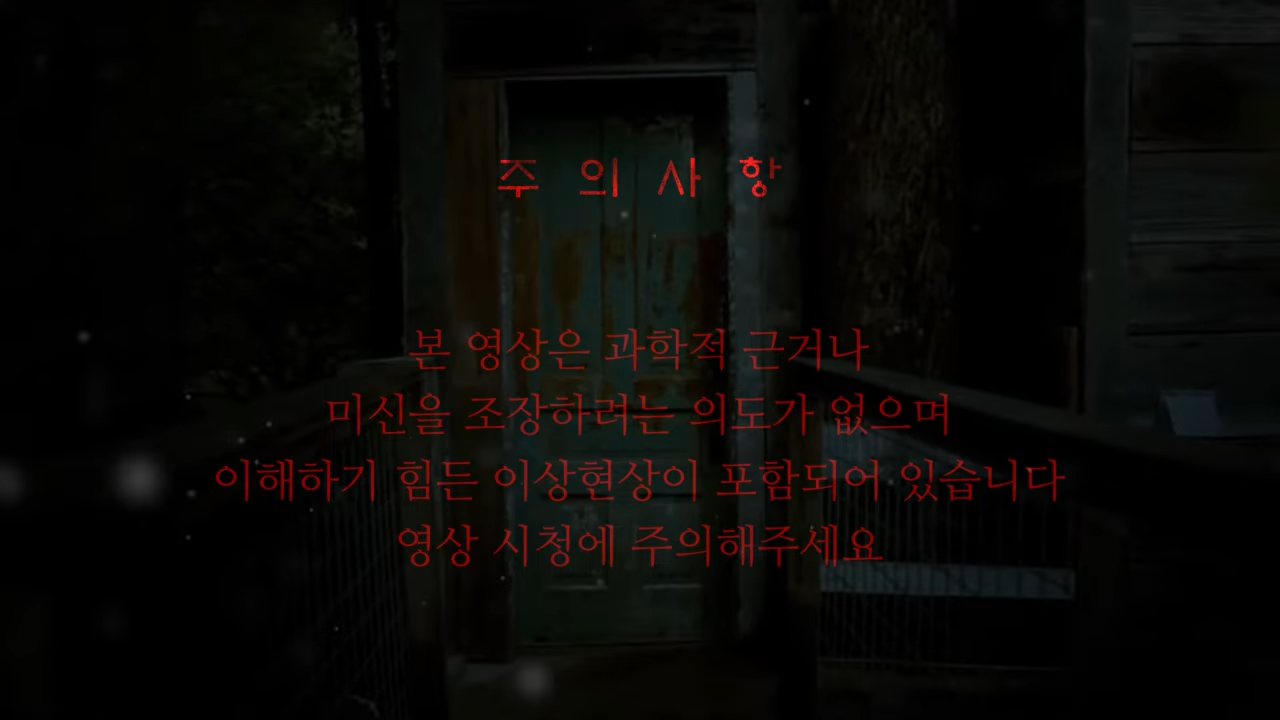 주의사항
본 영상은 과학적 근거나
미신을 조장하려는 의도가 없으며
이해하기 힘든 이상현상이 포함되어 있습니다
영상 시청에 주의해주세요